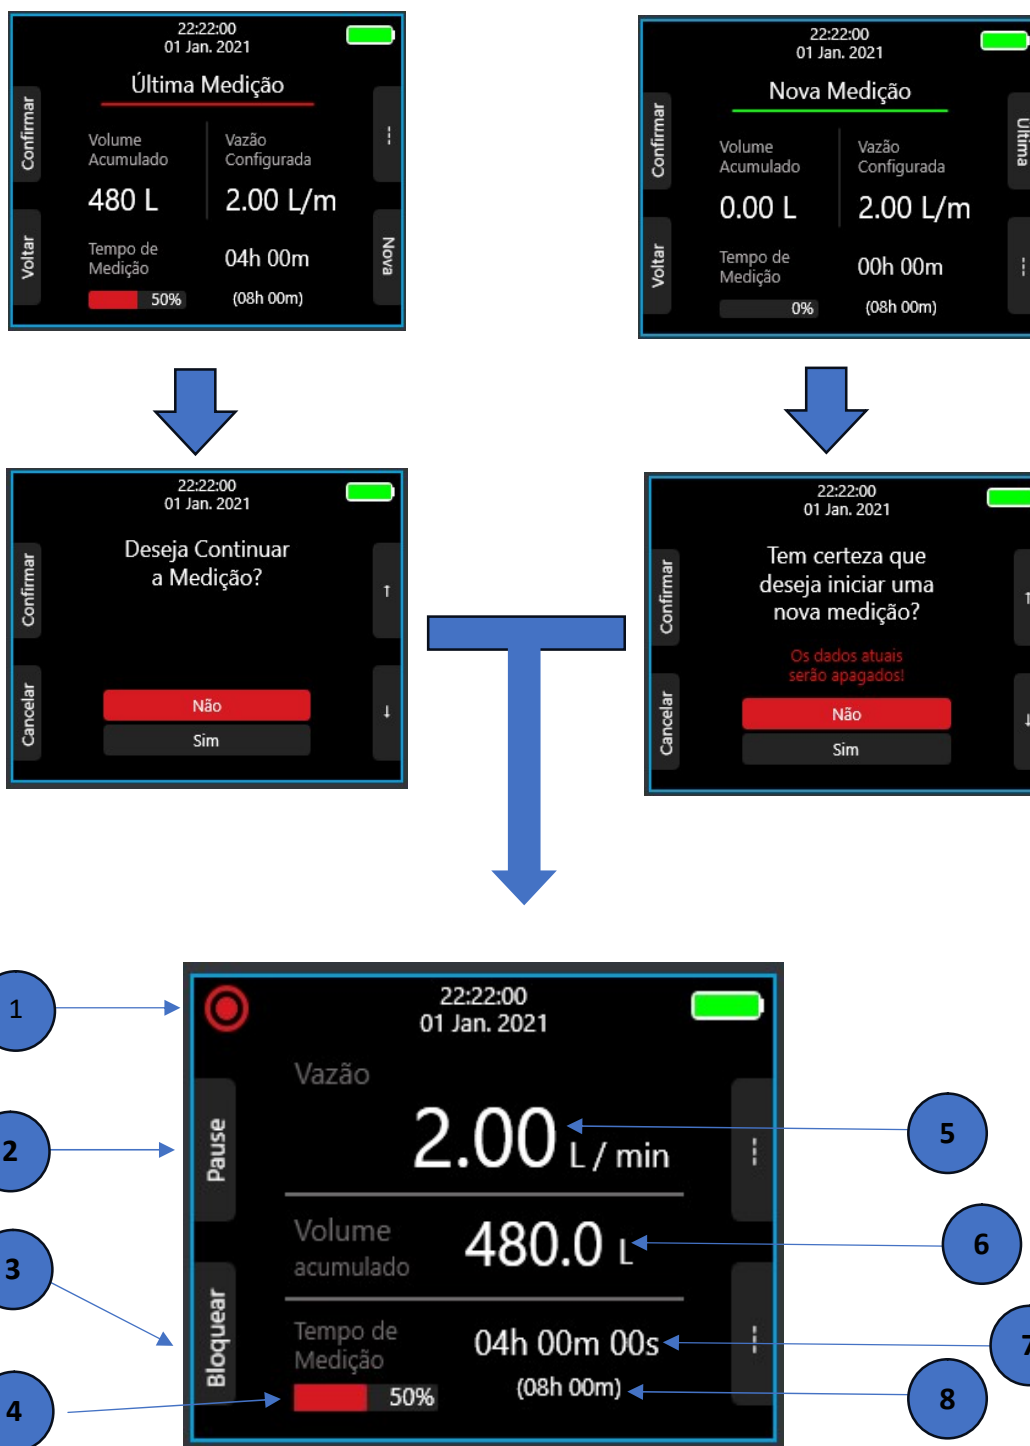 22:22:00
01 Jan. 2021
Última Medição
Confirmar
Voltar
Volume
Acumulado
480 L
Vazão
Configurada
2.00 L/m
Tempo de
Medição
50%
04h 00m
(08h 00m)
---
Nova
22:22:00
01 Jan. 2021
Nova Medição
Confirmar
Voltar
Volume
Acumulado
0.00 L
Vazão
Configurada
2.00 L/m
Tempo de
Medição
0%
00h 00m
(08h 00m)
Última
---
22:22:00
01 Jan. 2021
Deseja Continuar
a Medição?
Confirmar
Cancelar
Não
Sim
↑
↓
22:22:00
01 Jan. 2021
Tem certeza que
deseja iniciar uma
nova medição?
Os dados atuais
serão apagados!
Confirmar
Cancelar
Não
Sim
↑
↓
1
2
3
4
22:22:00
01 Jan. 2021
Pause
Bloquear
Vazão
2.00 L / min
Volume
acumulado
480.0 L
Tempo de
Medição
50%
04h 00m 00s
(08h 00m)
---
---
5
6
7
8